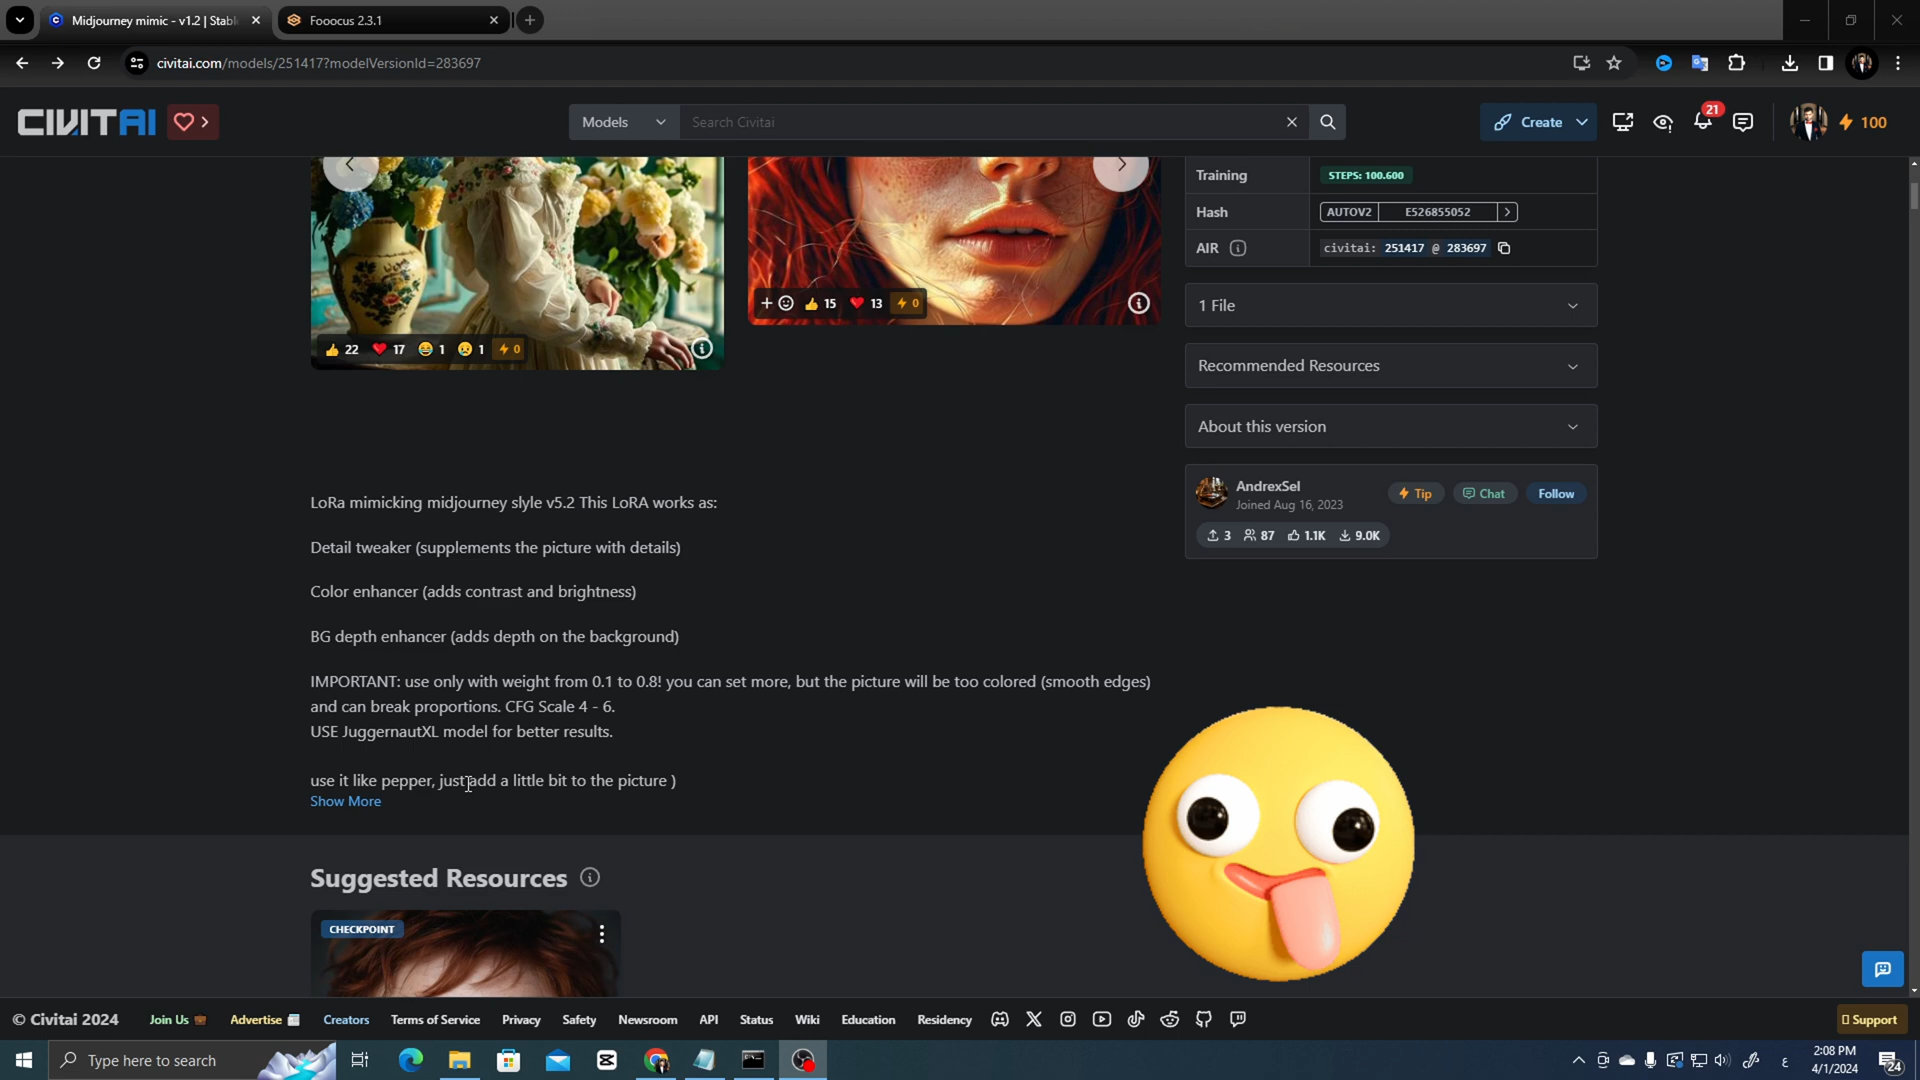 Midjourney mimic - v1.2 | Stabl
Fooocus 2.3.1
civitai.com/models/251417?modelVersionId=283697
CIVITAI
Models
Search Civitai
Create
21
100
22
17
1
1
0
15
13
0
Training
STEPS: 100.600
Hash
AUTOV2
E526855052
AIR
civitai: 251417 @ 283697
1 File
Recommended Resources
About this version
AndrexSel
Joined Aug 16, 2023
Tip
Chat
Follow
3
87
1.1K
9.0K
LoRa mimicking midjourney slyle v5.2 This LoRA works as:
Detail tweaker (supplements the picture with details)
Color enhancer (adds contrast and brightness)
BG depth enhancer (adds depth on the background)
IMPORTANT: use only with weight from 0.1 to 0.8! you can set more, but the picture will be too colored (smooth edges)
and can break proportions. CFG Scale 4 - 6.
USE JuggernautXL model for better results.
use it like pepper, just add a little bit to the picture )
Show More
Suggested Resources
CHECKPOINT
© Civitai 2024
Join Us
Advertise
Creators
Terms of Service
Privacy
Safety
Newsroom
API
Status
Wiki
Education
Residency
Support
Type here to search
ع
2:08 PM
4/1/2024
24